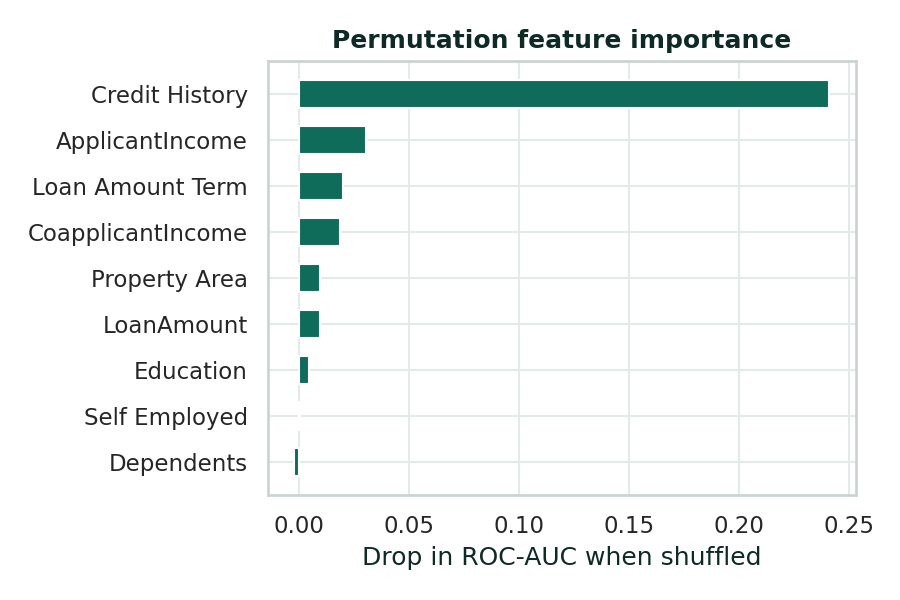 Permutation feature importance
Credit History
ApplicantIncome
Loan Amount Term
CoapplicantIncome
Property Area
LoanAmount
Education
Self Employed
Dependents
0.00 0.05 0.10 0.15 0.20 0.25
Drop in ROC-AUC when shuffled